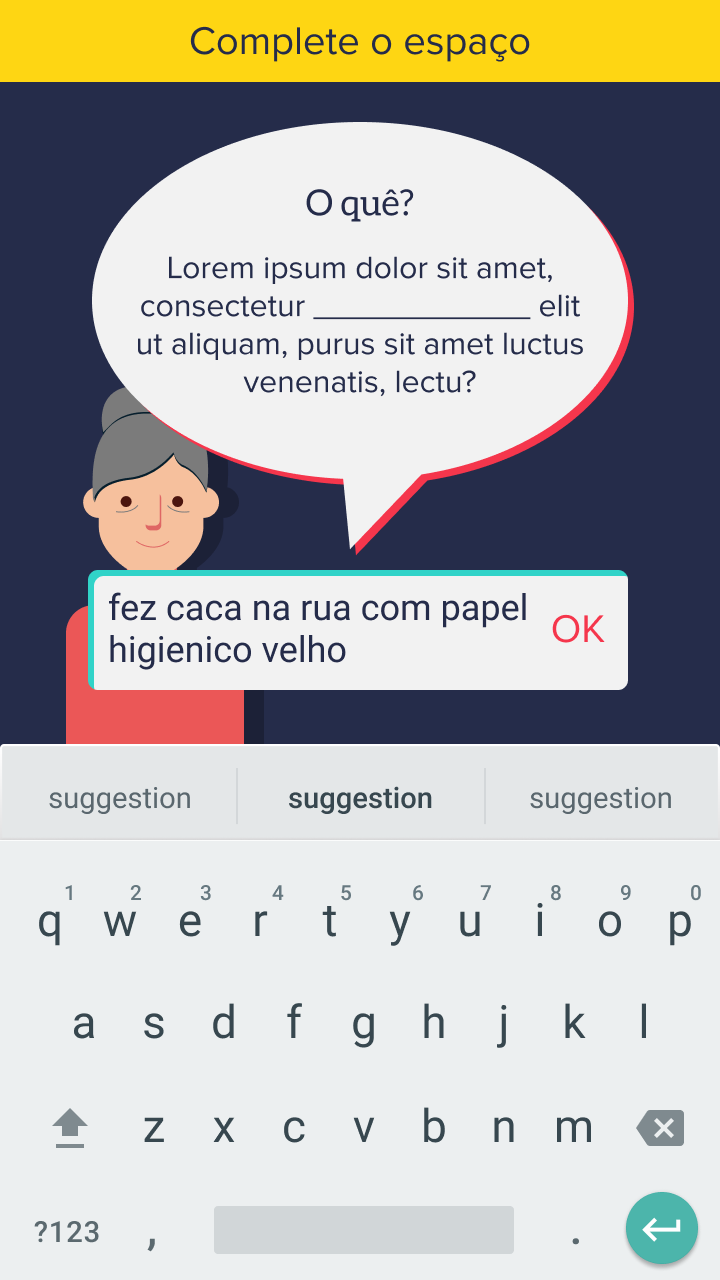 Complete o espaço
O quê?
Lorem ipsum dolor sit amet,
consectetur _____________ elit
ut aliquam, purus sit amet luctus
venenatis, lectu?
fez caca na rua com papel
higienico velho
OK
suggestion suggestion suggestion
1 2 3 4 5 6 7 8 9 0
q w e r t y u i o p
a s d f g h j k l
z x c v b n m
?123 , .